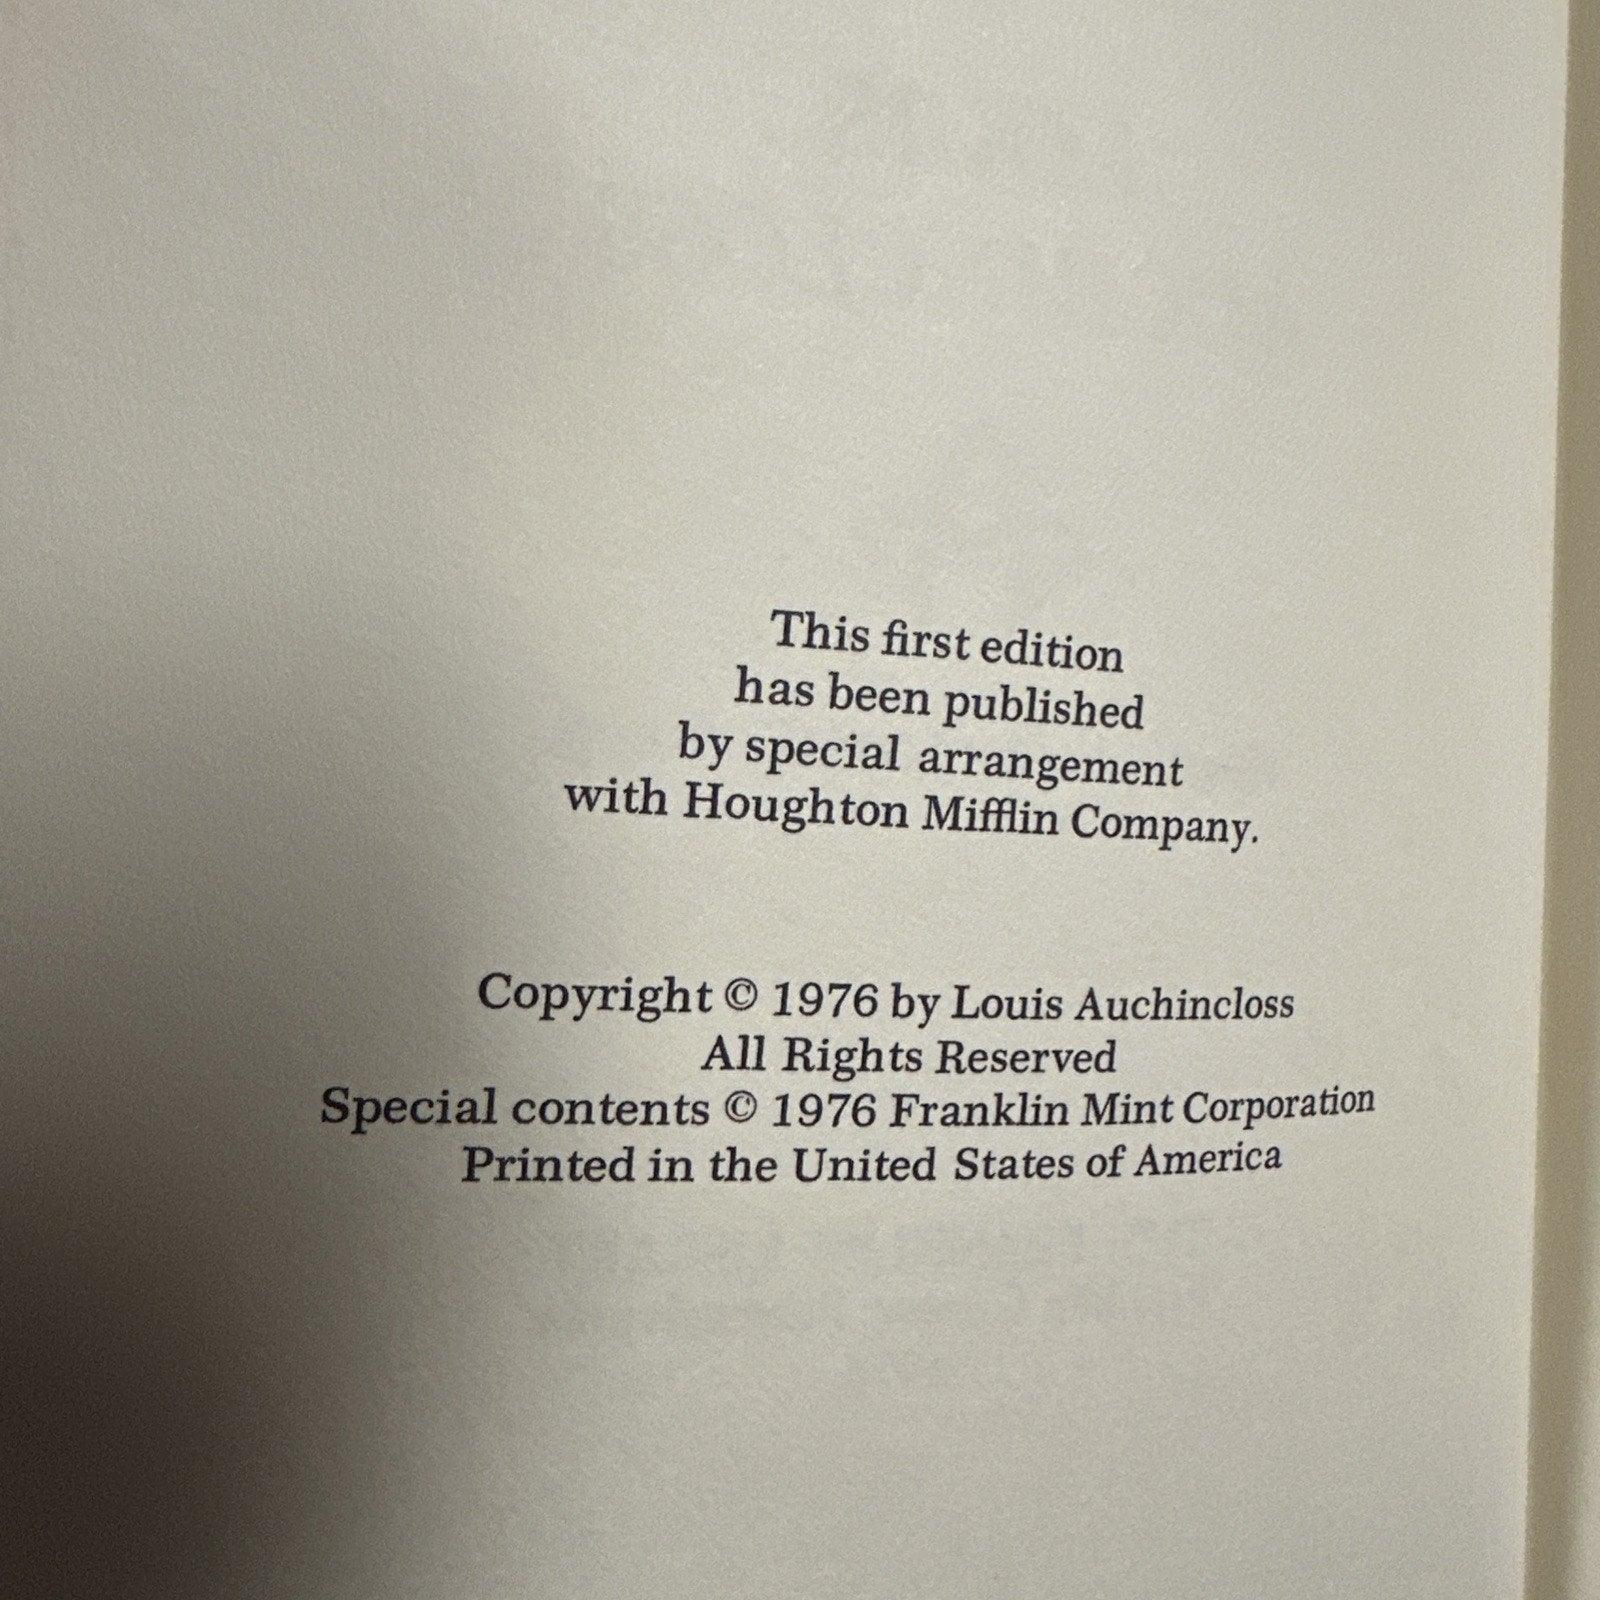 This first edition
has been published
by special arrangement
with Houghton Mifflin Company.
Copyright © 1976 by Louis Auchincloss
All Rights Reserved
Special contents © 1976 Franklin Mint Corporation
Printed in the United States of America